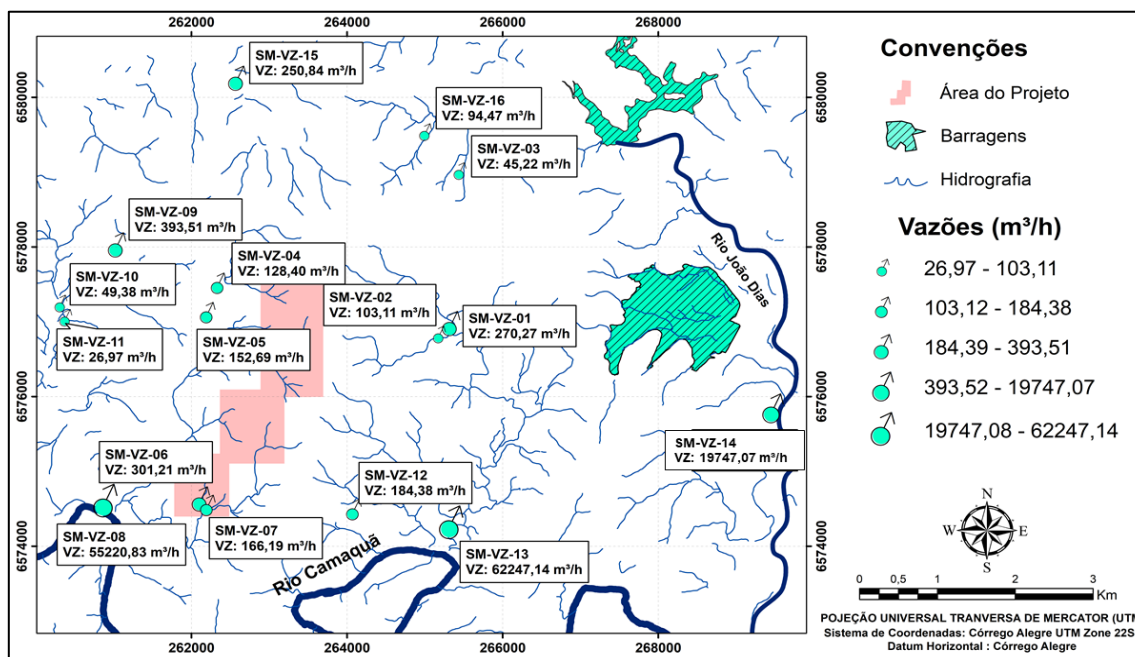 262000 264000 266000 268000
6580000
6578000
6576000
6574000
SM-VZ-15
VZ: 250,84 m³/h
SM-VZ-16
VZ: 94,47 m³/h
SM-VZ-03
VZ: 45,22 m³/h
SM-VZ-09
VZ: 393,51 m³/h
SM-VZ-04
VZ: 128,40 m³/h
SM-VZ-10
VZ: 49,38 m³/h
SM-VZ-02
VZ: 103,11 m³/h
SM-VZ-01
VZ: 270,27 m³/h
SM-VZ-11
VZ: 26,97 m³/h
SM-VZ-05
VZ: 152,69 m³/h
SM-VZ-06
VZ: 301,21 m³/h
SM-VZ-12
VZ: 184,38 m³/h
SM-VZ-14
VZ: 19747,07 m³/h
SM-VZ-08
VZ: 55220,83 m³/h
SM-VZ-07
VZ: 166,19 m³/h
SM-VZ-13
VZ: 62247,14 m³/h
Rio João Dias
Rio Camaquã
6580000
6578000
6576000
6574000
262000 264000 266000 268000
Convenções
Área do Projeto
Barragens
Hidrografia
Vazões (m³/h)
26,97 - 103,11
103,12 - 184,38
184,39 - 393,51
393,52 - 19747,07
19747,08 - 62247,14
N
W E
S
0 0,5 1 2 3
Km
POJEÇÃO UNIVERSAL TRANVERSA DE MERCATOR (UTM
Sistema de Coordenadas: Córrego Alegre UTM Zone 22S
Datum Horizontal : Córrego Alegre